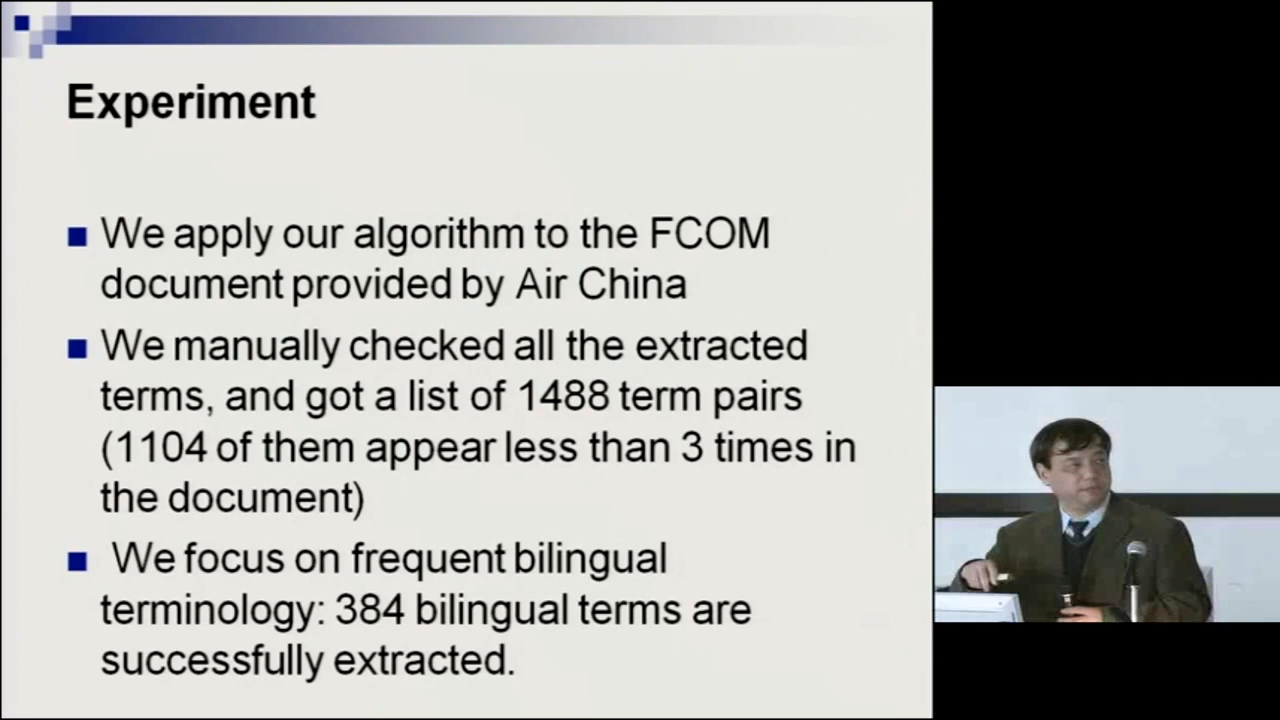 Experiment
We apply our algorithm to the FCOM
document provided by Air China
We manually checked all the extracted
terms, and got a list of 1488 term pairs
(1104 of them appear less than 3 times in
the document)
We focus on frequent bilingual
terminology: 384 bilingual terms are
successfully extracted.